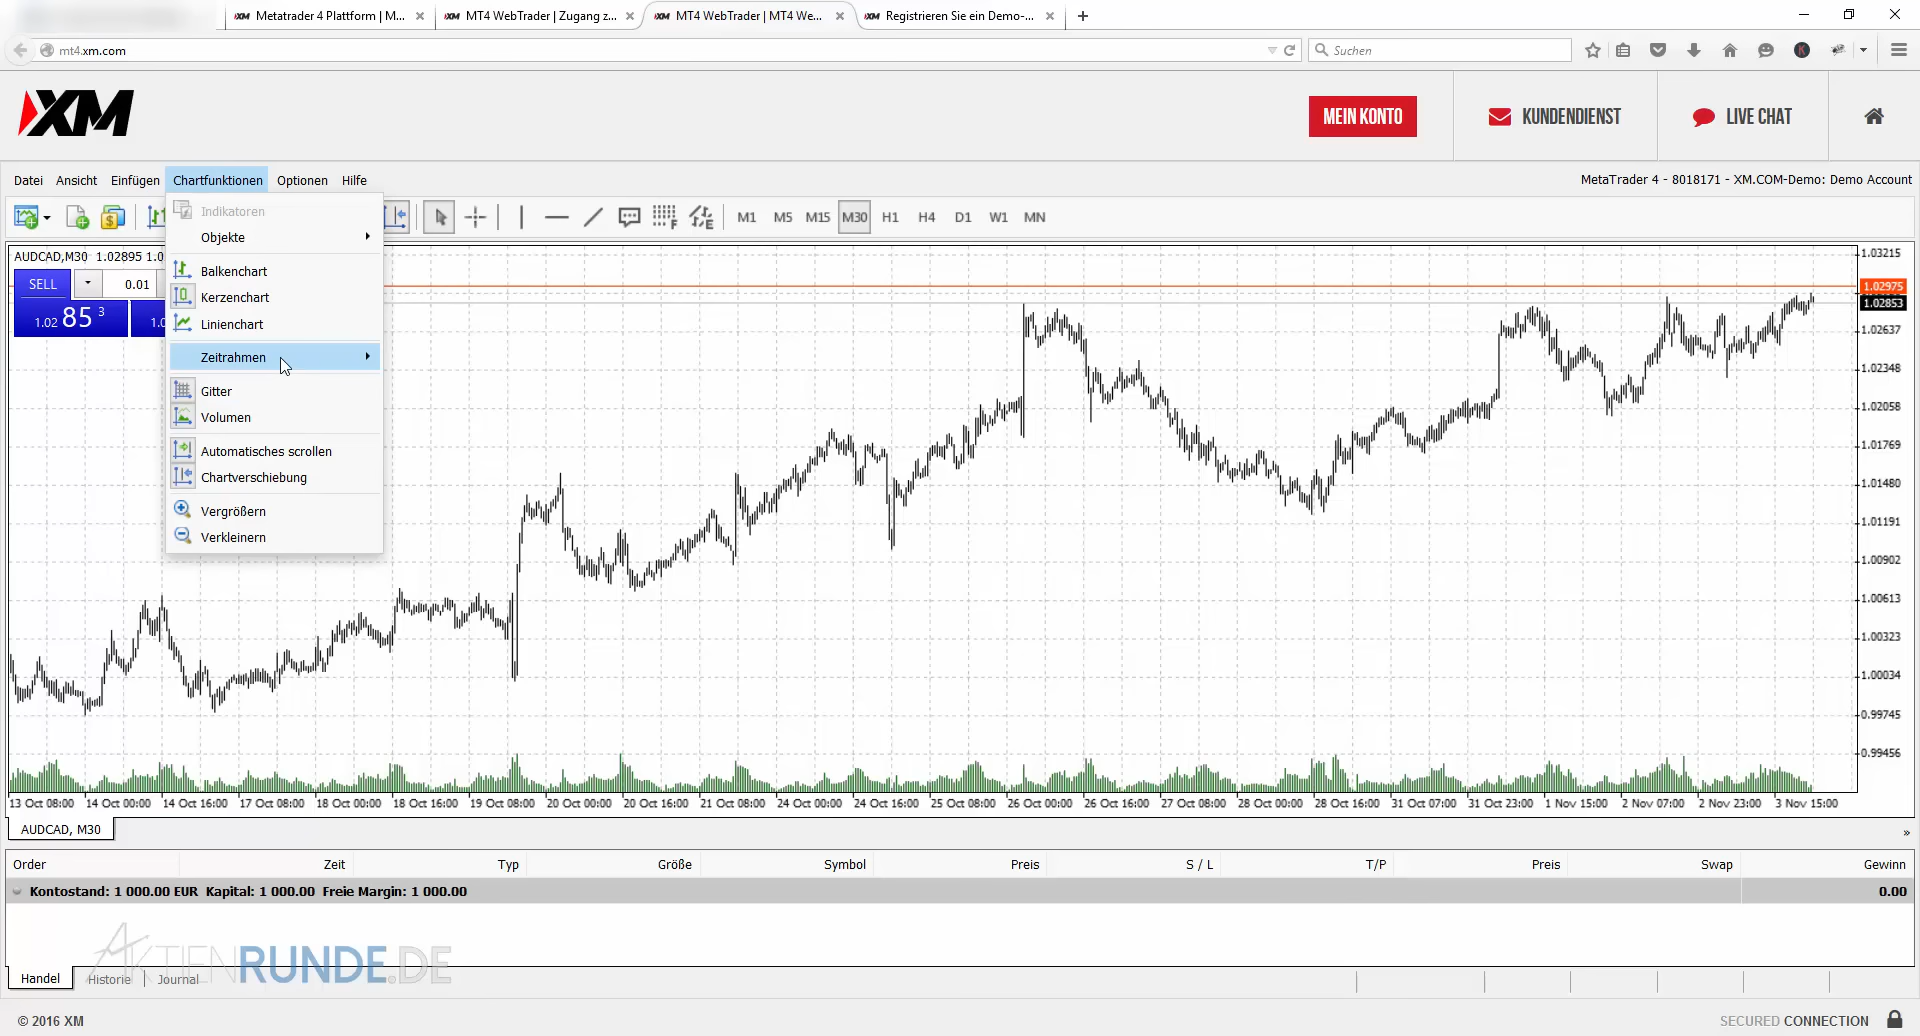 Metatrader 4 Plattform | M...
MT4 WebTrader | Zugang z...
MT4 WebTrader | MT4 We...
Registrieren Sie ein Demo-...
mt4.xm.com
Suchen
XM
MEIN KONTO
KUNDENDIENST
LIVE CHAT
Datei Ansicht Einfügen Chartfunktionen Optionen Hilfe
MetaTrader 4 - 8018171 - XM.COM-Demo: Demo Account
M1 M5 M15 M30 H1 H4 D1 W1 MN
Indikatoren
Objekte
Balkenchart
Kerzenchart
Linienchart
Zeitrahmen
Gitter
Volumen
Automatisches scrollen
Chartverschiebung
Vergrößern
Verkleinern
AUDCAD,M30 1.02895 1.0
SELL 0.01
1.02 85 3 1.0
1.03215
1.02975
1.02853
1.02637
1.02348
1.02058
1.01769
1.01480
1.01191
1.00902
1.00613
1.00323
1.00034
0.99745
0.99456
13 Oct 08:00 14 Oct 00:00 14 Oct 16:00 17 Oct 08:00 18 Oct 00:00 18 Oct 16:00 19 Oct 08:00 20 Oct 00:00 20 Oct 16:00 21 Oct 08:00 24 Oct 00:00 24 Oct 16:00 25 Oct 08:00 26 Oct 00:00 26 Oct 16:00 27 Oct 08:00 28 Oct 00:00 28 Oct 16:00 31 Oct 07:00 31 Oct 23:00 1 Nov 15:00 2 Nov 07:00 2 Nov 23:00 3 Nov 15:00
AUDCAD, M30
Order Zeit Typ Größe Symbol Preis S / L T/P Preis Swap Gewinn
Kontostand: 1 000.00 EUR Kapital: 1 000.00 Freie Margin: 1 000.00 0.00
AKTIENRUNDE.DE
Handel Historie Journal
© 2016 XM
SECURED CONNECTION